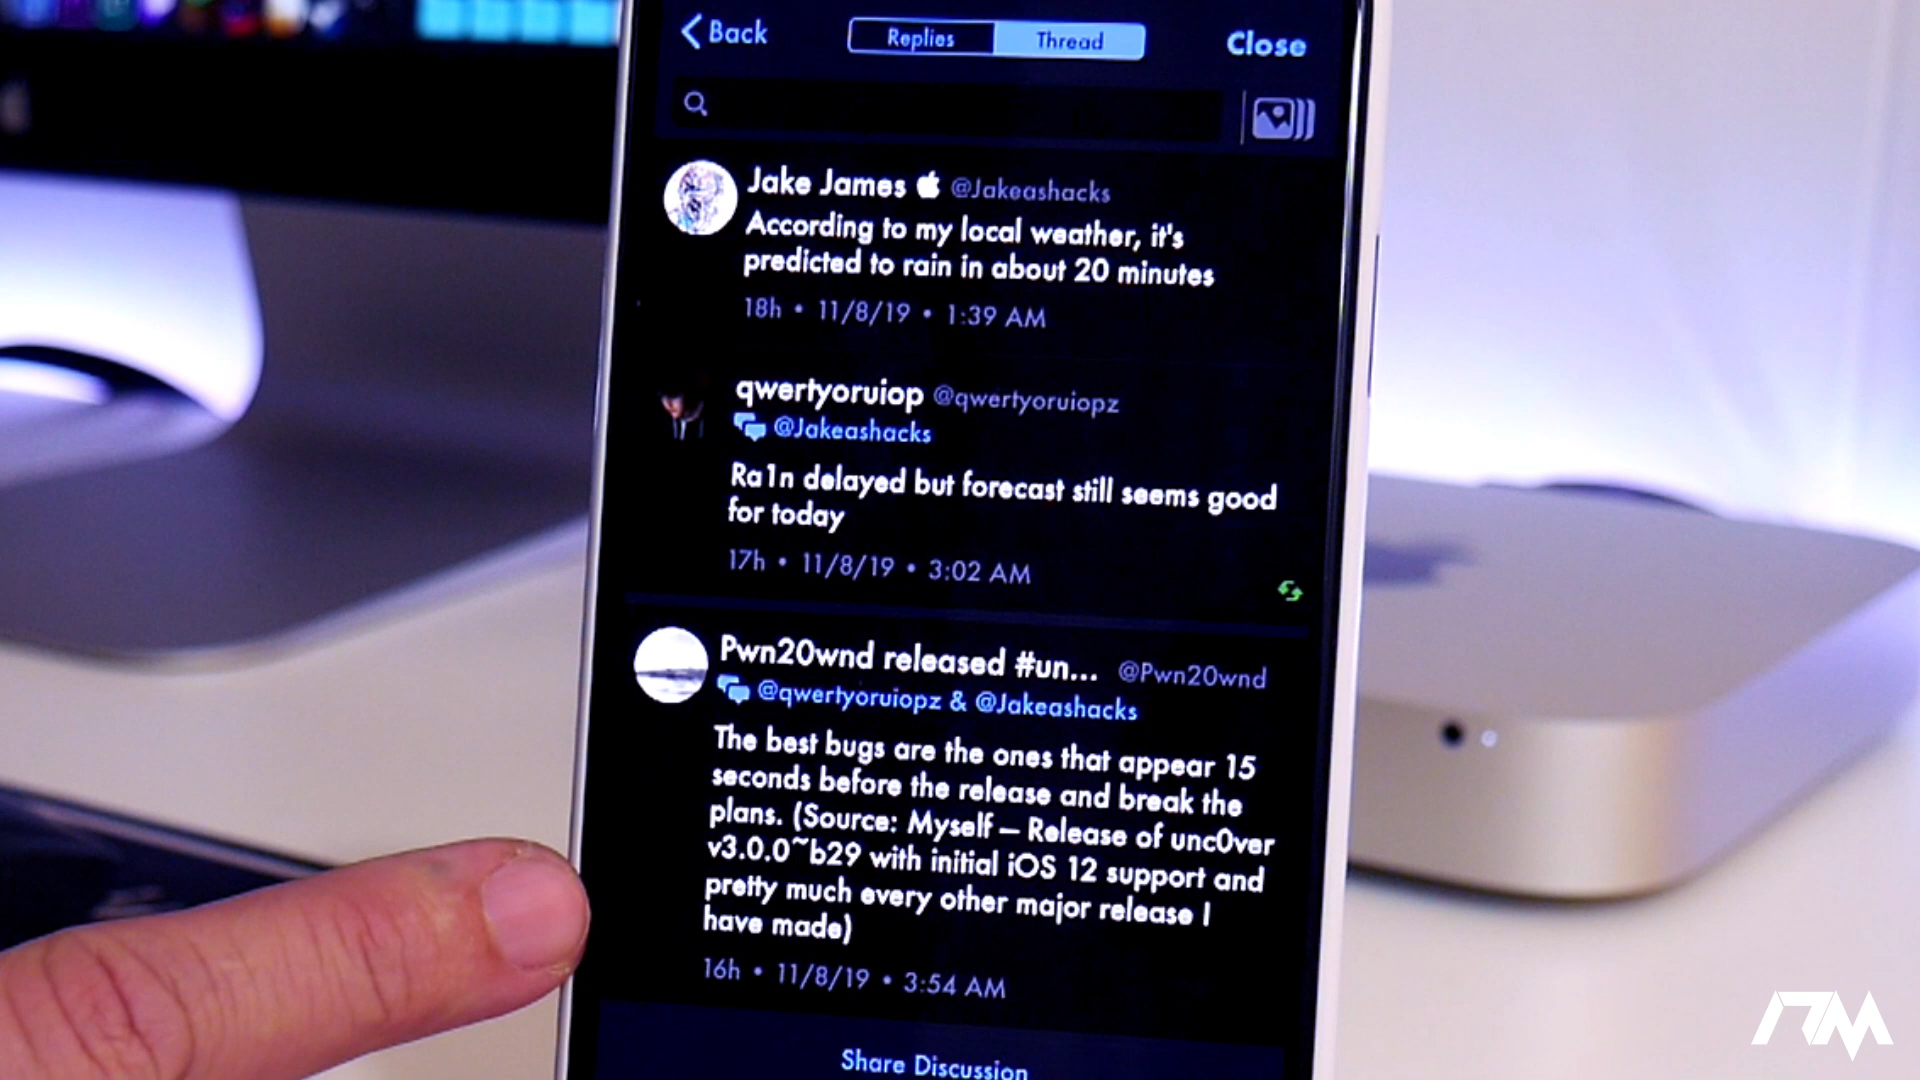 Back
Replies
Thread
Close
Jake James @Jakeashacks
According to my local weather, it's
predicted to rain in about 20 minutes
18h • 11/8/19 • 1:39 AM
qwertyoruiop @qwertyoruiopz
@Jakeashacks
Ra1n delayed but forecast still seems good
for today
17h • 11/8/19 • 3:02 AM
Pwn20wnd released #un... @Pwn20wnd
@qwertyoruiopz & @Jakeashacks
The best bugs are the ones that appear 15
seconds before the release and break the
plans. (Source: Myself — Release of unc0ver
v3.0.0~b29 with initial iOS 12 support and
pretty much every other major release I
have made)
16h • 11/8/19 • 3:54 AM
Share Discussion